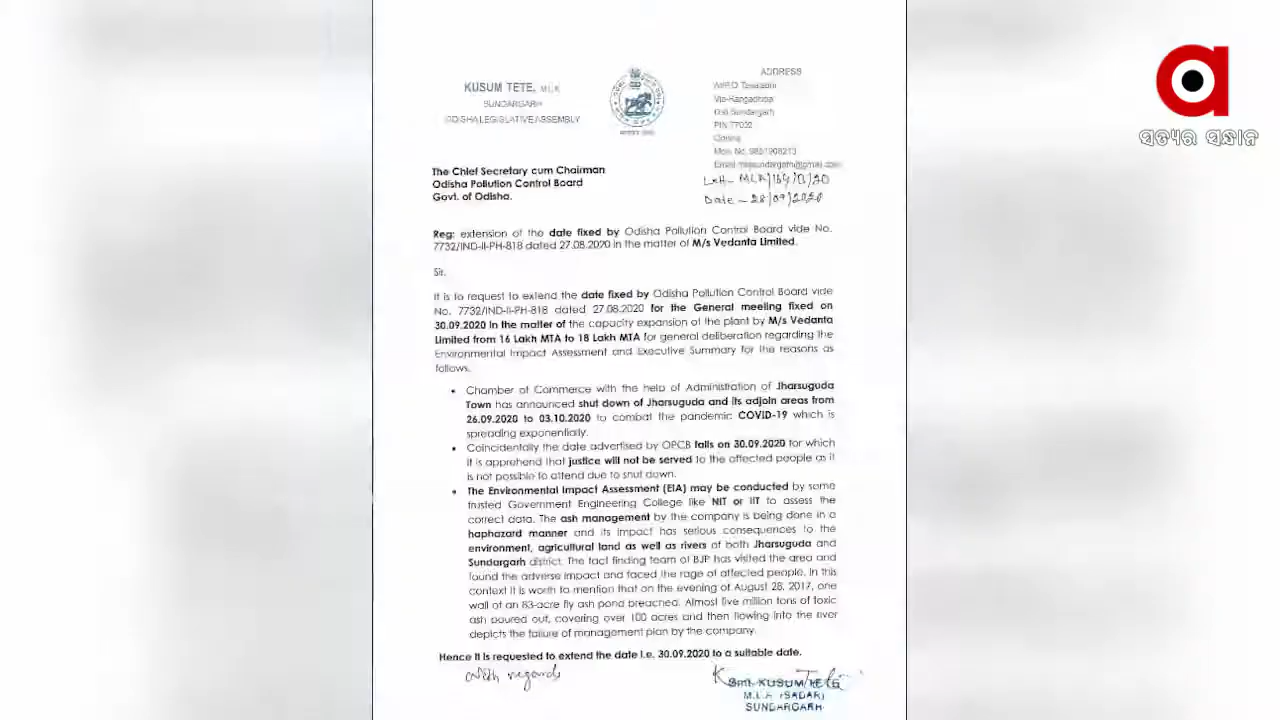 KUSUM TETE, MLA
SUNDARGARH
ODISHA LEGISLATIVE ASSEMBLY
ADDRESS
Via-Rangadhipa
Dist-Sundargarh
PIN 77032
Odisha
The Chief Secretary cum Chairman
Odisha Pollution Control Board
Govt. of Odisha.
Date - 28/09/2020
Reg: extension of the date fixed by Odisha Pollution Control Board vide No.
7732/IND-II-PH-818 dated 27.08.2020 in the matter of M/s Vedanta Limited.
Sir,
It is to request to extend the date fixed by Odisha Pollution Control Board vide
No. 7732/IND-II-PH-818 dated 27.08.2020 for the General meeting fixed on
30.09.2020 in the matter of the capacity expansion of the plant by M/s Vedanta
Limited from 16 Lakh MTA to 18 Lakh MTA for general deliberation regarding the
Environmental Impact Assessment and Executive Summary for the reasons as
follows.
• Chamber of Commerce with the help of Administration of Jharsuguda
Town has announced shut down of Jharsuguda and its adjoin areas from
26.09.2020 to 03.10.2020 to combat the pandemic COVID-19 which is
spreading exponentially.
• Coincidentally the date advertised by OPCB falls on 30.09.2020 for which
it is apprehend that justice will not be served to the affected people as it
is not possible to attend due to shut down.
• The Environmental Impact Assessment (EIA) may be conducted by some
trusted Government Engineering College like NIT or IIT to assess the
correct data. The ash management by the company is being done in a
haphazard manner and its impact has serious consequences to the
environment, agricultural land as well as rivers of both Jharsuguda and
Sundargarh district. The fact finding team of BJP has visited the area and
found the adverse impact and faced the rage of affected people. In this
context it is worth to mention that on the evening of August 28, 2017, one
wall of an 83-acre fly ash pond breached. Almost five million tons of toxic
ash poured out, covering over 100 acres and then flowing into the river
depicts the failure of management plan by the company.
Hence it is requested to extend the date i.e. 30.09.2020 to a suitable date.
With regards
Smt. KUSUM TETE
M.L.A (SADAR)
SUNDARGARH
a
ସତ୍ୟର ସନ୍ଧାନ